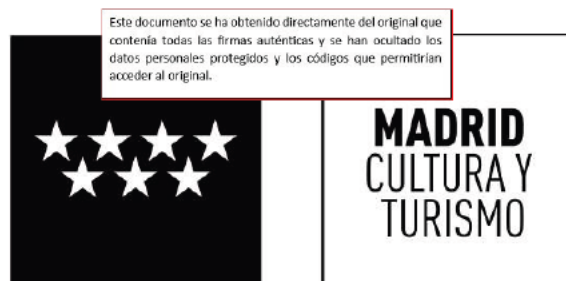 Este documento se ha obtenido directamente del original que
contenía todas las firmas auténticas y se han ocultado los
datos personales protegidos y los códigos que permitirían
acceder al original.
MADRID
CULTURA Y
TURISMO